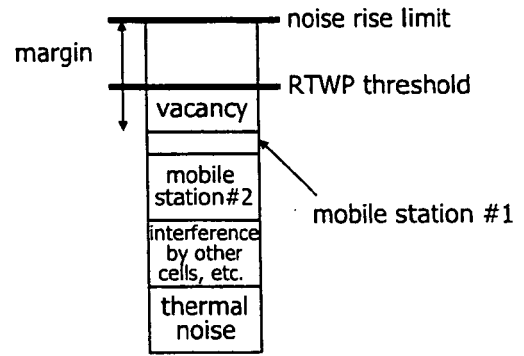 noise rise limit
margin
RTWP threshold
vacancy
mobile
station#2
mobile station #1
interference
by other
cells, etc.
thermal
noise